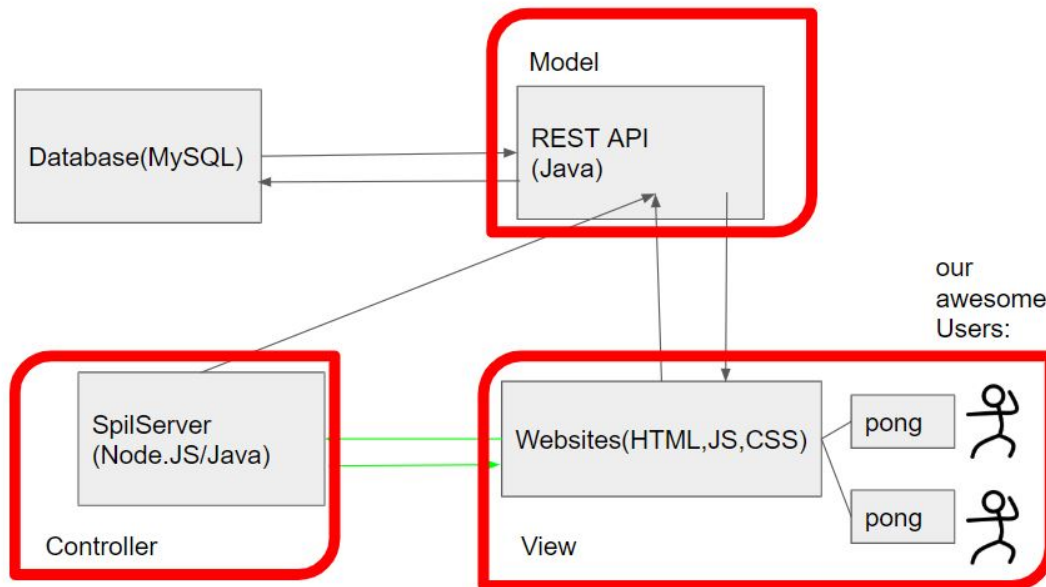 Model
Database(MySQL)
REST API
(Java)
our
awesome
Users:
SpilServer
(Node.JS/Java)
Websites(HTML,JS,CSS)
pong
pong
Controller
View